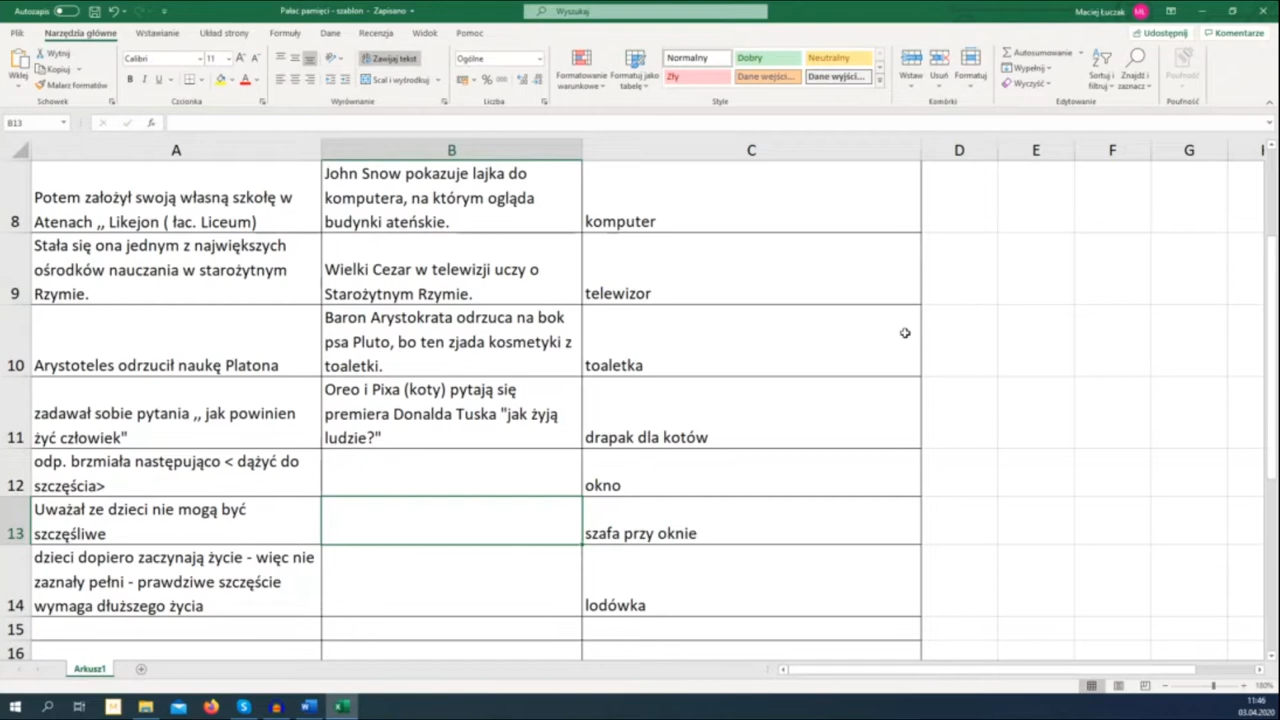 Autozapis
Pałac pamięci - szablon - Zapisano
Wyszukaj
Maciej Łuczak
ML
Plik
Narzędzia główne
Wstawianie
Układ strony
Formuły
Dane
Recenzja
Widok
Pomoc
Udostępnij
Komentarze
Wklej
Wytnij
Kopiuj
Malarz formatów
Schowek
Calibri
11
B I U
Czcionka
Zawijaj tekst
Scal i wyśrodkuj
Wyrównanie
Ogólne
% 000
Liczba
Formatowanie warunkowe
Formatuj jako tabelę
Normalny
Dobry
Neutralny
Zły
Dane wejści...
Dane wyjści...
Style
Wstaw
Usuń
Formatuj
Komórki
Autosumowanie
Wypełnij
Wyczyść
Sortuj i filtruj
Znajdź i zaznacz
Edytowanie
Poufność
Poufność
B13
fx
A B C D E F G
8
Potem założył swoją własną szkołę w
Atenach ,, Likejon ( łac. Liceum)
John Snow pokazuje lajka do
komputera, na którym ogląda
budynki ateńskie.
komputer
9
Stała się ona jednym z największych
ośrodków nauczania w starożytnym
Rzymie.
Wielki Cezar w telewizji uczy o
Starożytnym Rzymie.
telewizor
10
Arystoteles odrzucił naukę Platona
Baron Arystokrata odrzuca na bok
psa Pluto, bo ten zjada kosmetyki z
toaletki.
toaletka
11
zadawał sobie pytania ,, jak powinien
żyć człowiek"
Oreo i Pixa (koty) pytają się
premiera Donalda Tuska "jak żyją
ludzie?"
drapak dla kotów
12
odp. brzmiała następująco < dążyć do
szczęścia>
okno
13
Uważał ze dzieci nie mogą być
szczęśliwe
szafa przy oknie
14
dzieci dopiero zaczynają życie - więc nie
zaznały pełni - prawdziwe szczęście
wymaga dłuższego życia
lodówka
15
16
Arkusz1
180%
11:46
03.04.2020